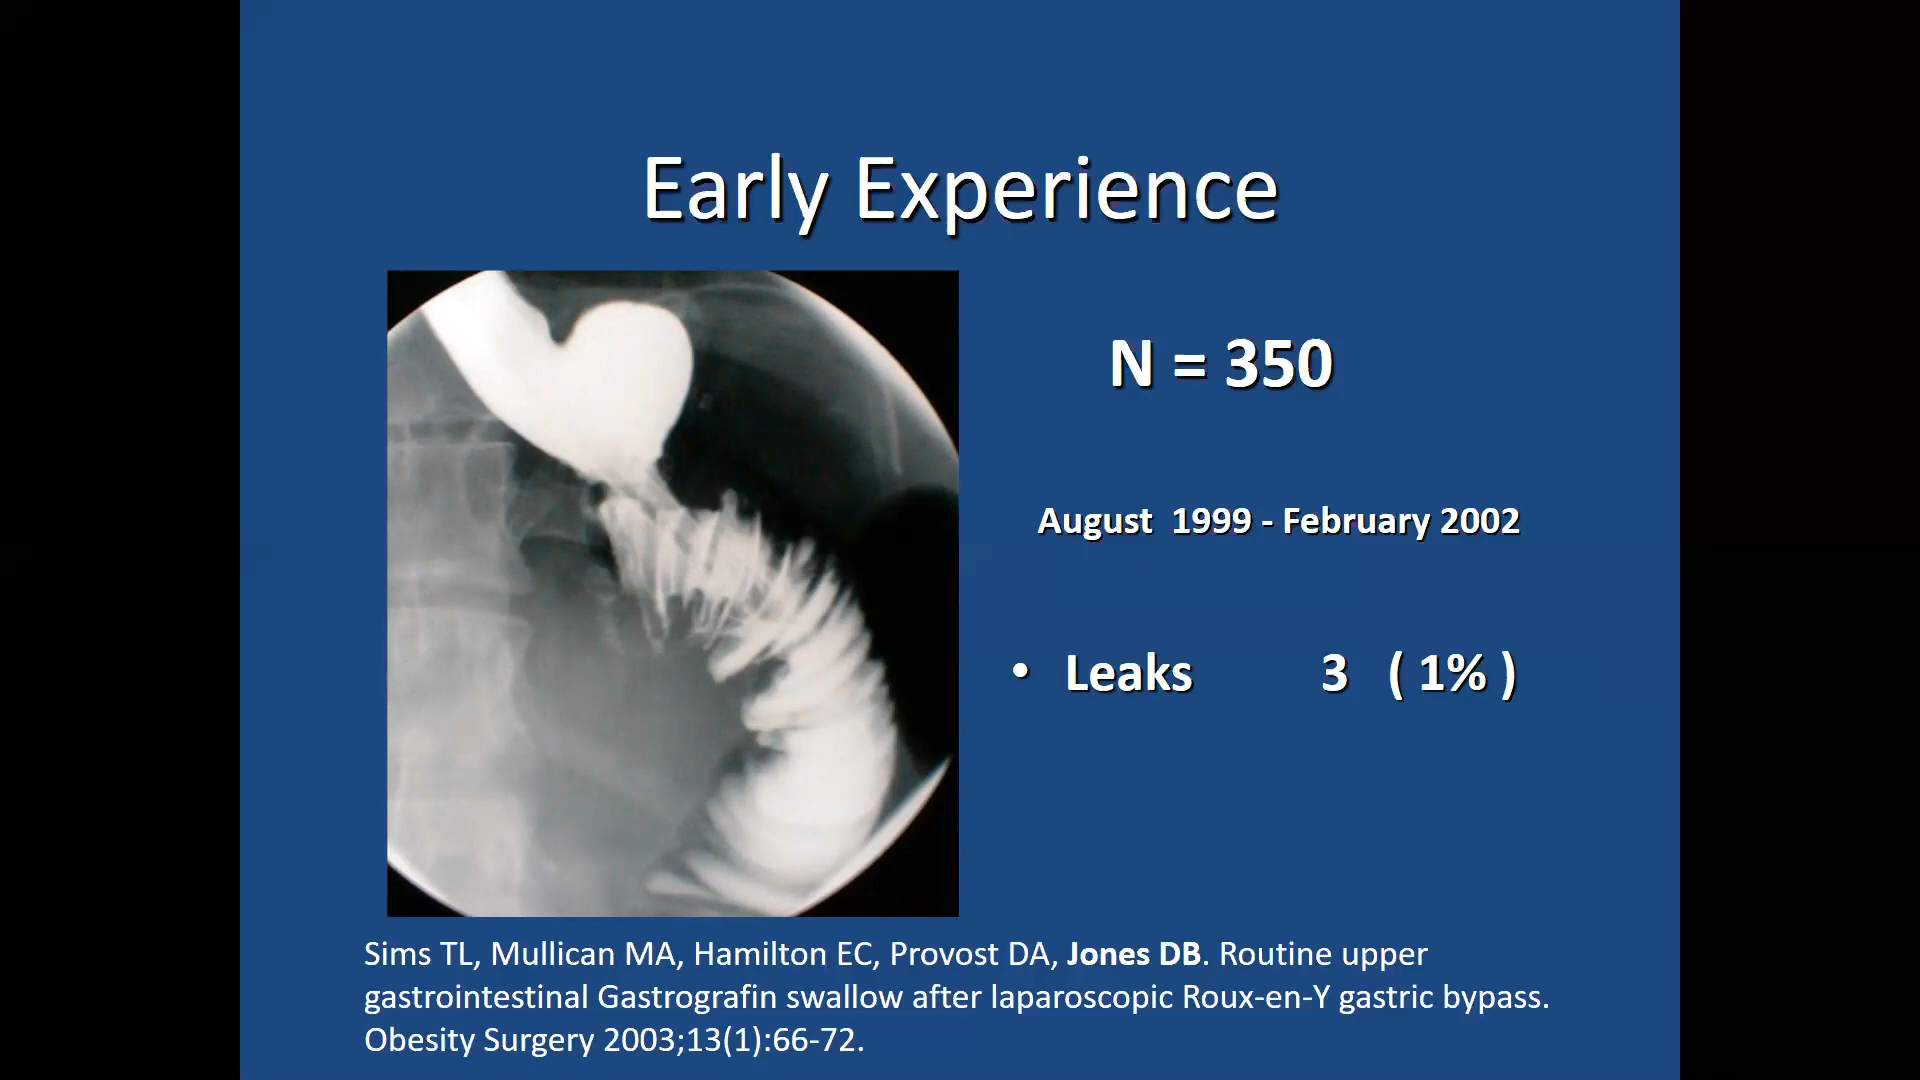 Early Experience
N = 350
August 1999 - February 2002
• Leaks 3 ( 1% )
Sims TL, Mullican MA, Hamilton EC, Provost DA, Jones DB. Routine upper
gastrointestinal Gastrografin swallow after laparoscopic Roux-en-Y gastric bypass.
Obesity Surgery 2003;13(1):66-72.